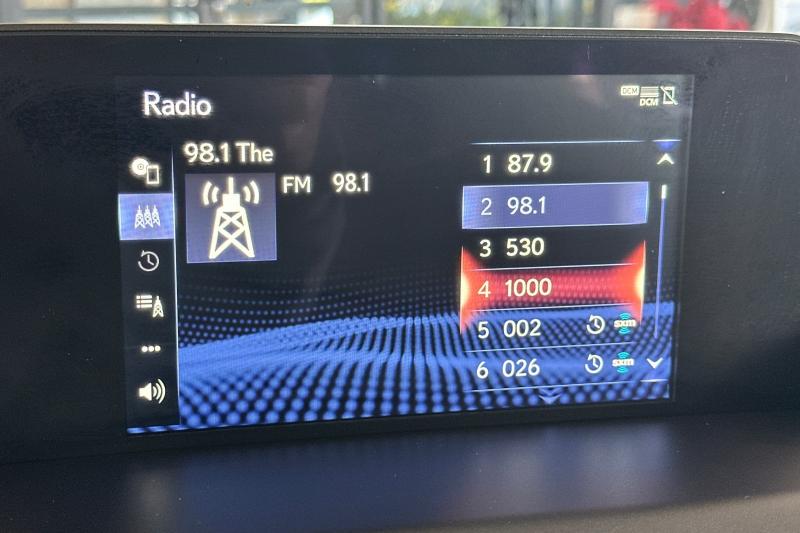 Radio
DCM
DCM
98.1 The
FM 98.1
1 87.9
2 98.1
3 530
4 1000
5 002 sxm
6 026 sxm